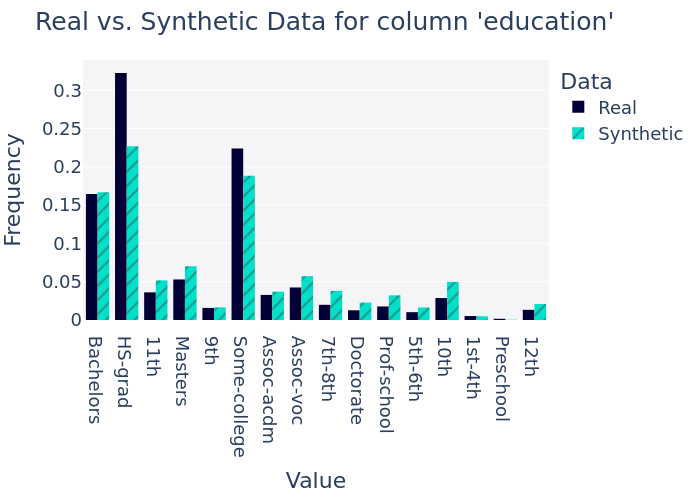 Real vs. Synthetic Data for column 'education'
Data
Real
Synthetic
Frequency
0.3
0.25
0.2
0.15
0.1
0.05
0
Bachelors
HS-grad
11th
Masters
9th
Some-college
Assoc-acdm
Assoc-voc
7th-8th
Doctorate
Prof-school
5th-6th
10th
1st-4th
Preschool
12th
Value